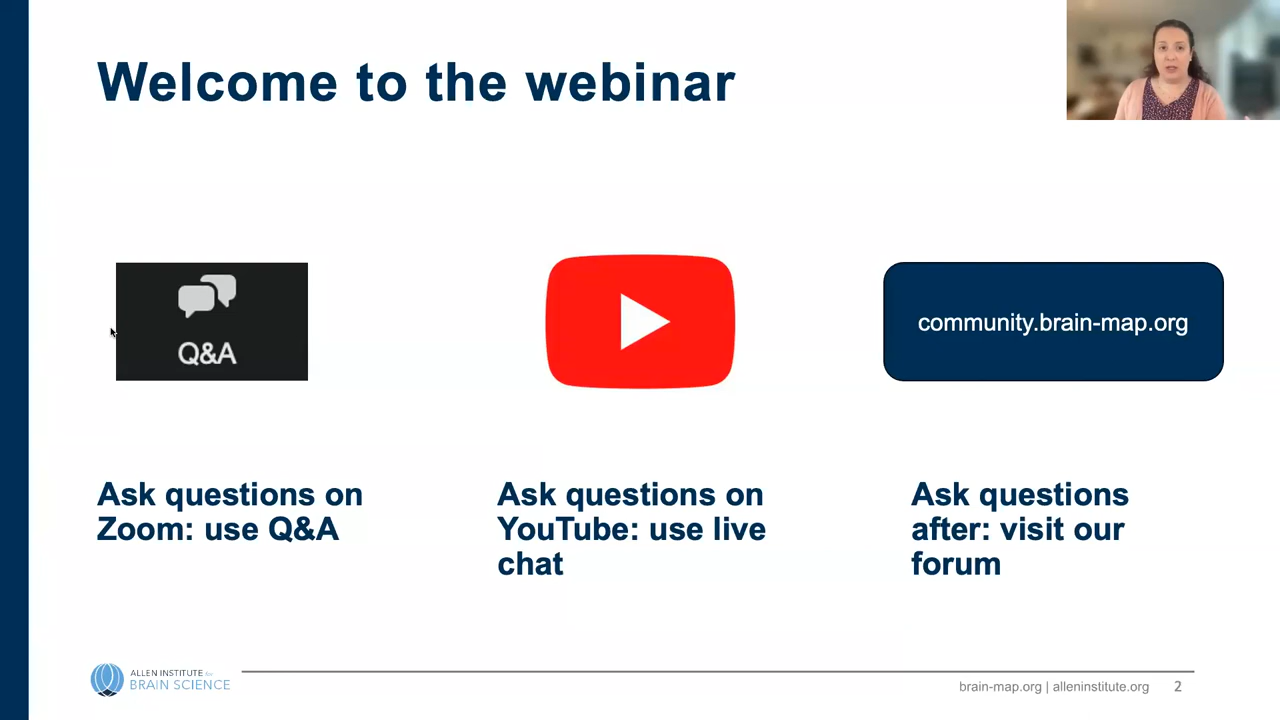 Welcome to the webinar
Q&A
community.brain-map.org
Ask questions on
Zoom: use Q&A
Ask questions on
YouTube: use live
chat
Ask questions
after: visit our
forum
ALLEN INSTITUTE for
BRAIN SCIENCE
brain-map.org | alleninstitute.org 2